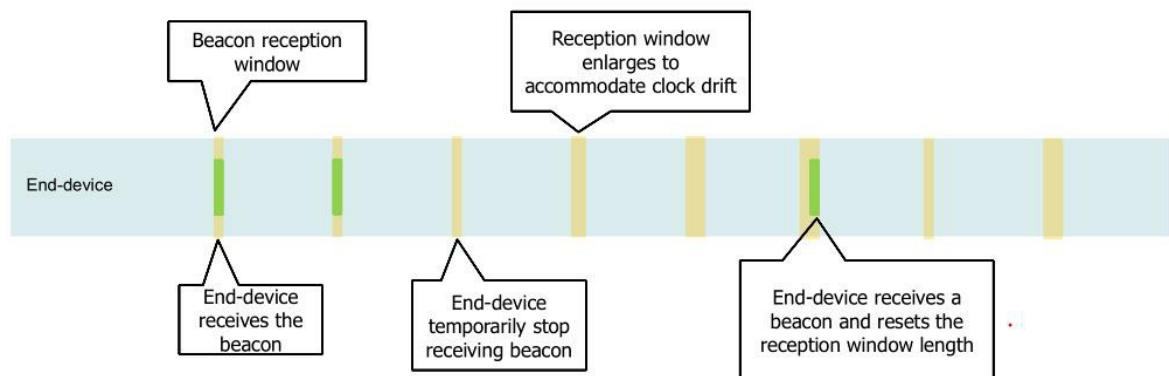 Beacon reception
window
Reception window
enlarges to
accommodate clock drift
End-device
End-device
receives the
beacon
End-device
temporarily stop
receiving beacon
End-device receives a
beacon and resets the
reception window length